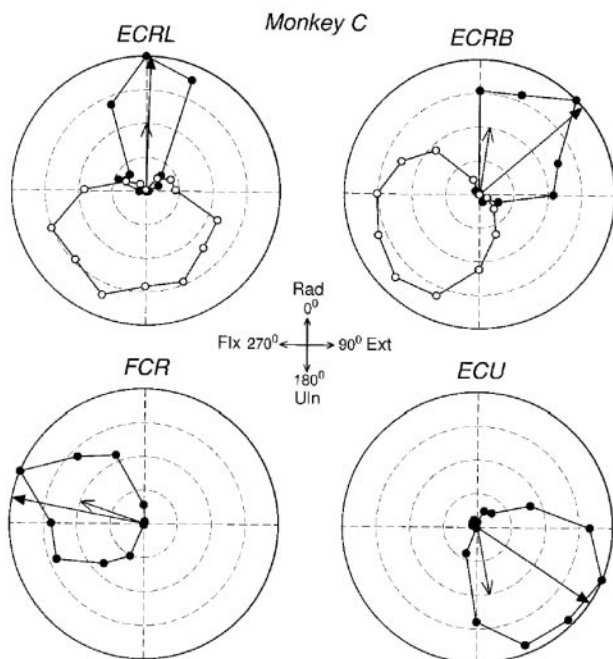 Monkey C
ECRL
ECRB
Rad
0⁰
Flx 270⁰
90⁰ Ext
180⁰
Uln
FCR
ECU